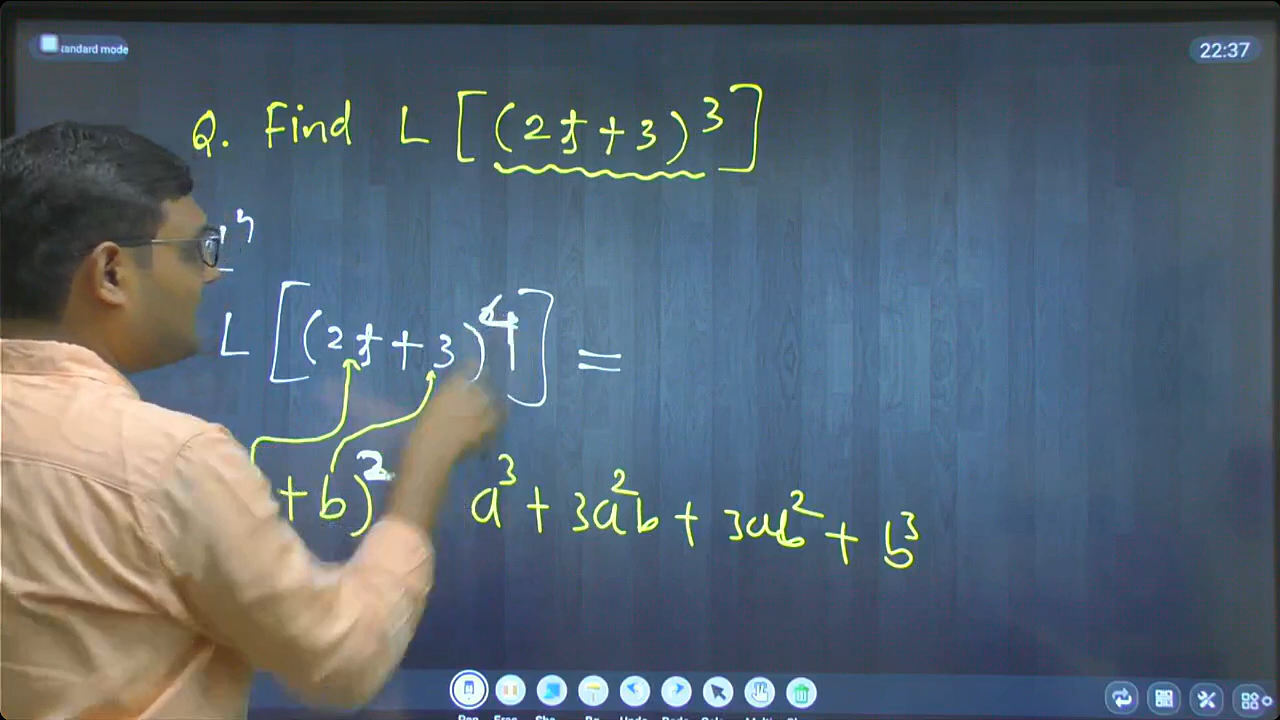 standard mode
22:37
Q. Find L [(2t+3)³]
L [(2t+3)⁴] =
+ b)² a³ + 3a²b + 3ab² + b³